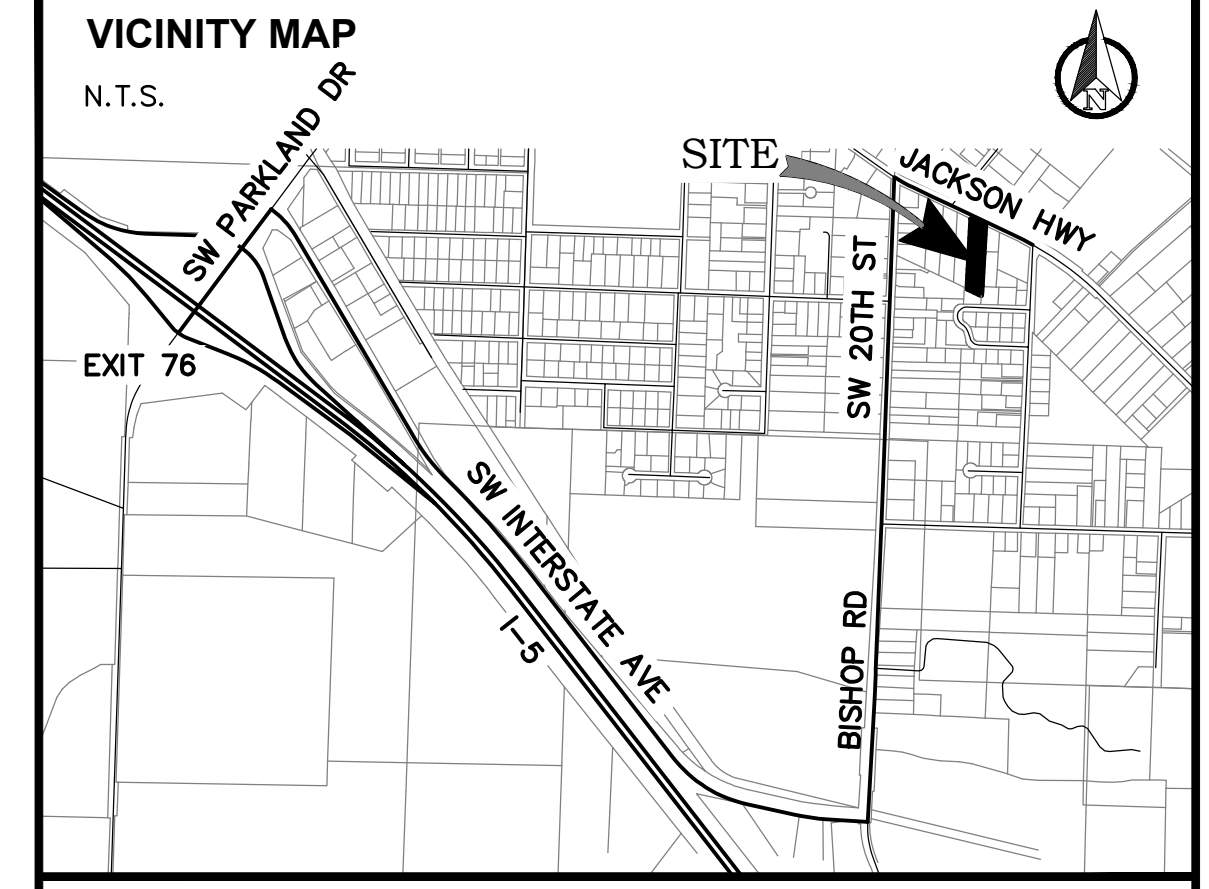 VICINITY MAP
N.T.S.
N
SW PARKLAND DR
SITE
JACKSON HWY
SW 20TH ST
EXIT 76
SW INTERSTATE AVE
I-5
BISHOP RD